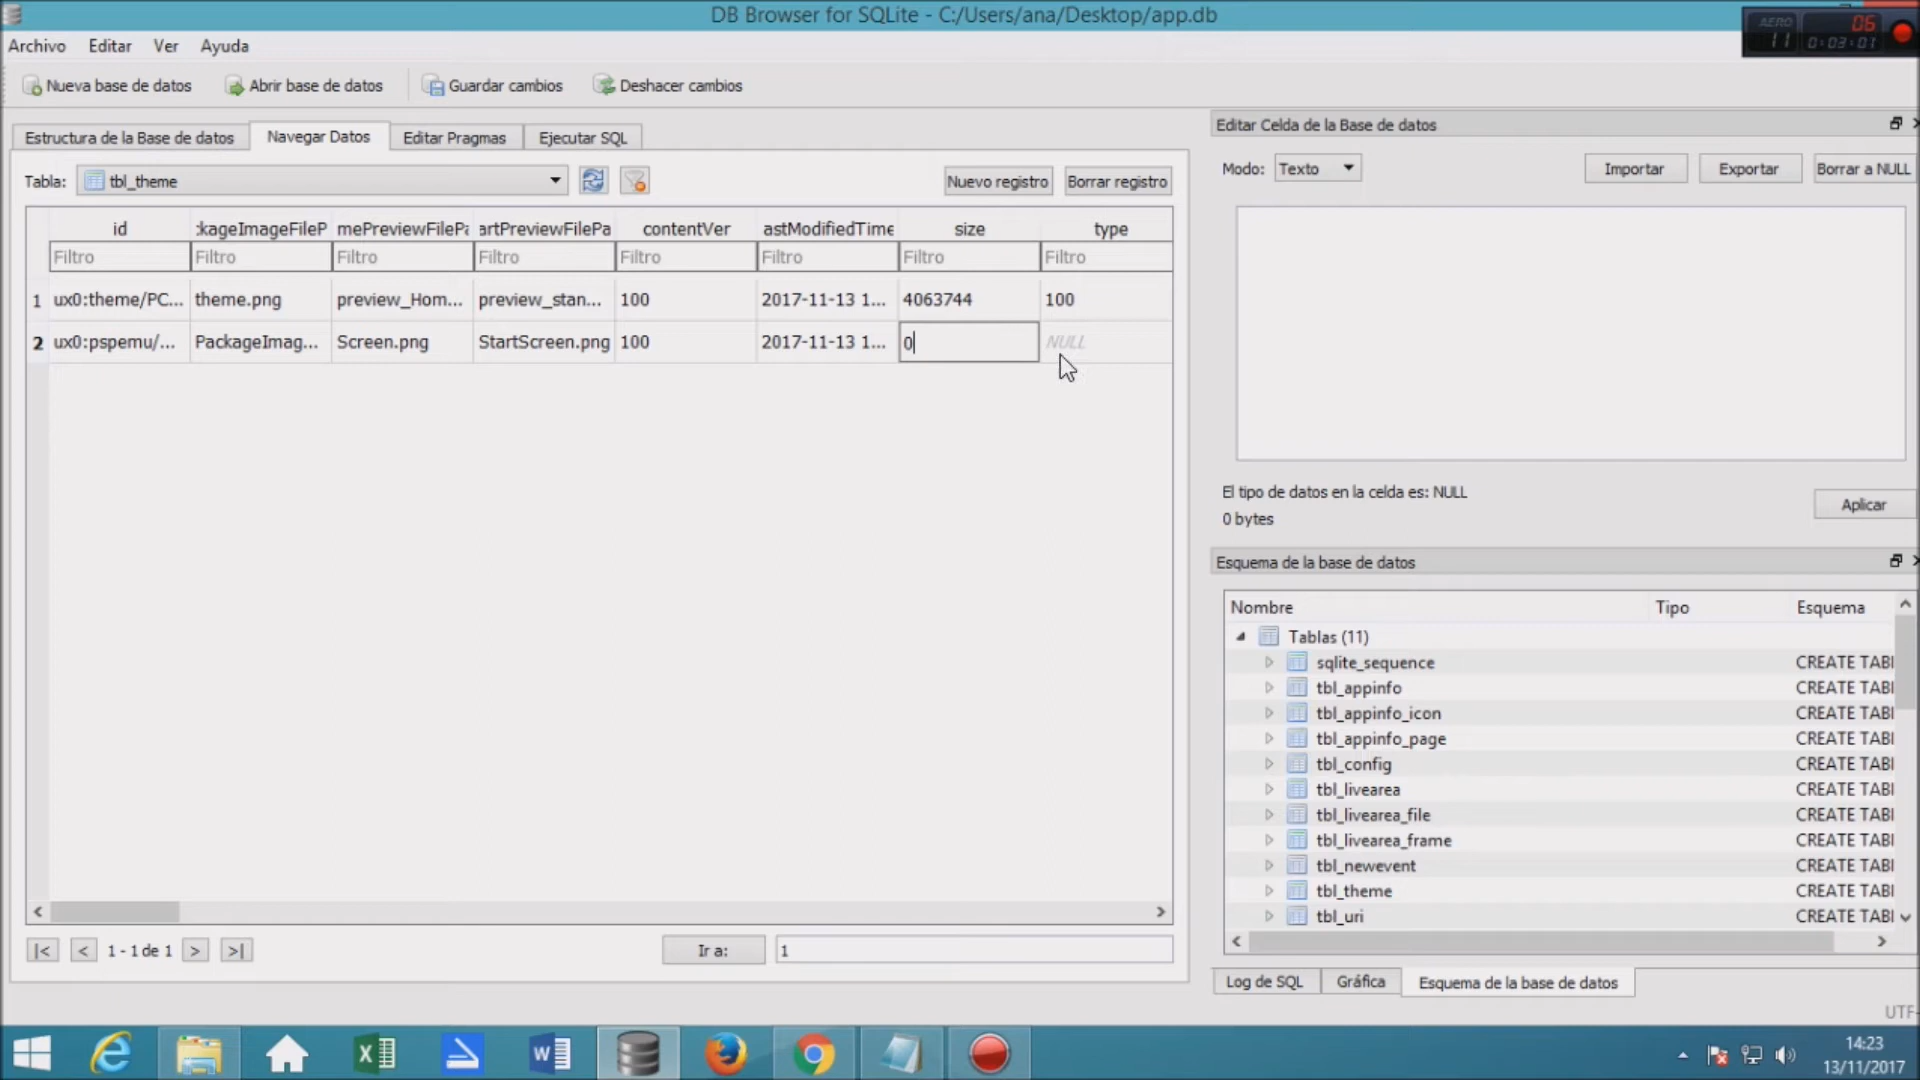 DB Browser for SQLite - C:/Users/ana/Desktop/app.db
AERO
11
06
0:03:01
Archivo Editar Ver Ayuda
Nueva base de datos Abrir base de datos Guardar cambios Deshacer cambios
Estructura de la Base de datos Navegar Datos Editar Pragmas Ejecutar SQL
Tabla: tbl_theme Nuevo registro Borrar registro
id :kageImageFileP mePreviewFilePa artPreviewFilePa contentVer astModifiedTime size type
Filtro Filtro Filtro Filtro Filtro Filtro Filtro Filtro
1 ux0:theme/PC... theme.png preview_Hom... preview_stan... 100 2017-11-13 1... 4063744 100
2 ux0:pspemu/... PackageImag... Screen.png StartScreen.png 100 2017-11-13 1... 0 NULL
|< < 1 - 1 de 1 > >| Ir a: 1
Editar Celda de la Base de datos
Modo: Texto Importar Exportar Borrar a NULL
El tipo de datos en la celda es: NULL
0 bytes
Aplicar
Esquema de la base de datos
Nombre Tipo Esquema
Tablas (11)
sqlite_sequence CREATE TABI
tbl_appinfo CREATE TABI
tbl_appinfo_icon CREATE TABI
tbl_appinfo_page CREATE TABI
tbl_config CREATE TABI
tbl_livearea CREATE TABI
tbl_livearea_file CREATE TABI
tbl_livearea_frame CREATE TABI
tbl_newevent CREATE TABI
tbl_theme CREATE TABI
tbl_uri CREATE TABI
Log de SQL Gráfica Esquema de la base de datos
UTF-
14:23
13/11/2017